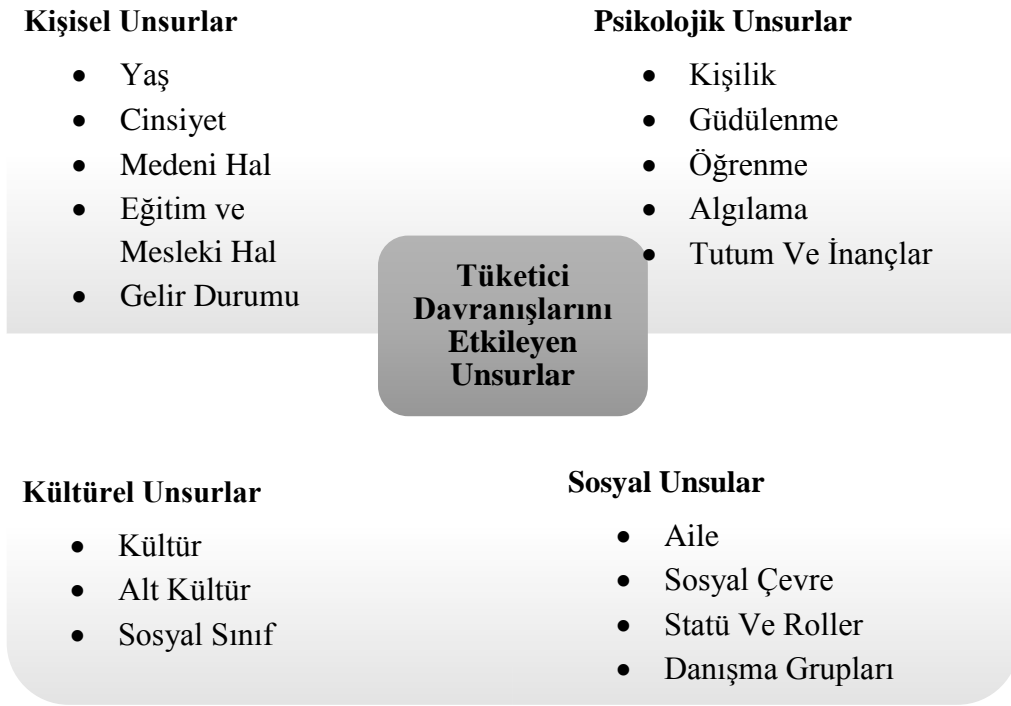 Kişisel Unsurlar
• Yaş
• Cinsiyet
• Medeni Hal
• Eğitim ve
Mesleki Hal
• Gelir Durumu
Psikolojik Unsurlar
• Kişilik
• Güdülenme
• Öğrenme
• Algılama
• Tutum Ve İnançlar
Tüketici
Davranışlarını
Etkileyen
Unsurlar
Kültürel Unsurlar
• Kültür
• Alt Kültür
• Sosyal Sınıf
Sosyal Unsular
• Aile
• Sosyal Çevre
• Statü Ve Roller
• Danışma Grupları